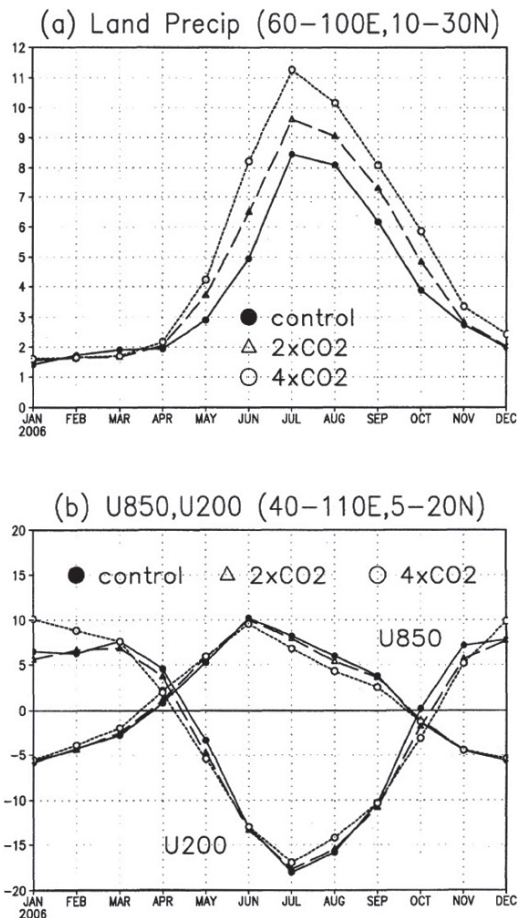 (a) Land Precip (60-100E,10-30N)
12
11
10
9
8
7
6
5
4
3
2
1
0
control
2xCO2
4xCO2
JAN FEB MAR APR MAY JUN JUL AUG SEP OCT NOV DEC
2006
(b) U850,U200 (40-110E,5-20N)
20
15
10
5
0
-5
-10
-15
-20
control 2xCO2 4xCO2
U850
U200
JAN FEB MAR APR MAY JUN JUL AUG SEP OCT NOV DEC
2006